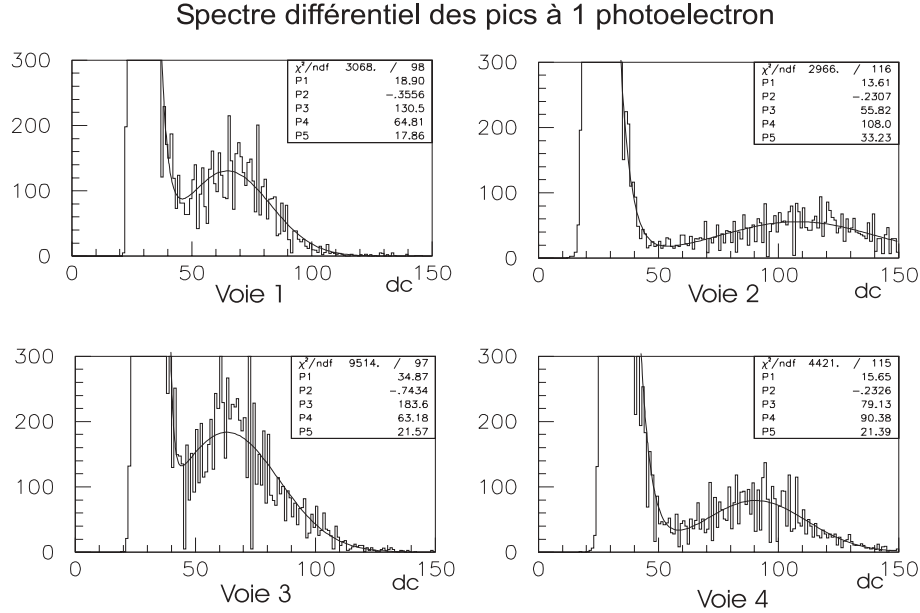 Spectre différentiel des pics à 1 photoelectron
300
200
100
0
χ²/ndf 3068. / 98
P1 18.90
P2 -.3556
P3 130.5
P4 64.81
P5 17.86
0 50 100 150
Voie 1 dc
300
200
100
0
χ²/ndf 2966. / 116
P1 13.61
P2 -.2307
P3 55.82
P4 108.0
P5 33.23
0 50 100 150
Voie 2 dc
300
200
100
0
χ²/ndf 9514. / 97
P1 34.87
P2 -.7434
P3 183.6
P4 63.18
P5 21.57
0 50 100 150
Voie 3 dc
300
200
100
0
χ²/ndf 4421. / 115
P1 15.65
P2 -.2326
P3 79.13
P4 90.38
P5 21.39
0 50 100 150
Voie 4 dc